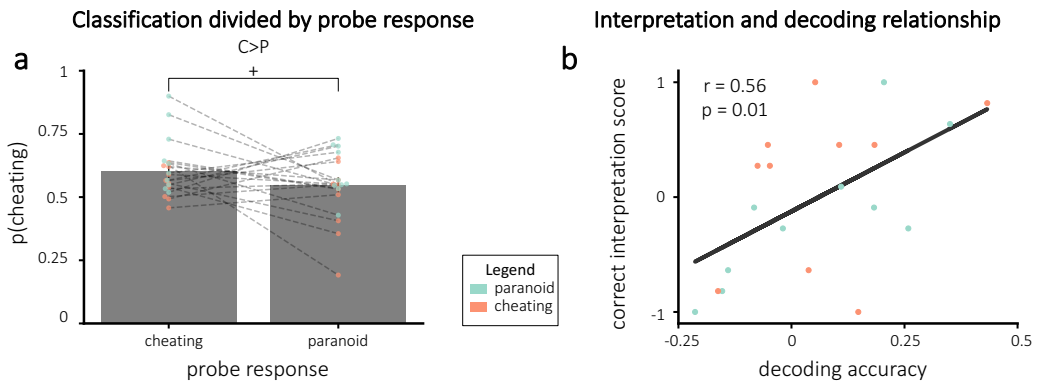 Classification divided by probe response
a
C>P
+
p(cheating)
1
0.75
0.5
0.25
0
cheating
paranoid
probe response
Legend
paranoid
cheating
Interpretation and decoding relationship
b
r = 0.56
p = 0.01
correct interpretation score
1
0
-1
-0.25
0
0.25
0.5
decoding accuracy